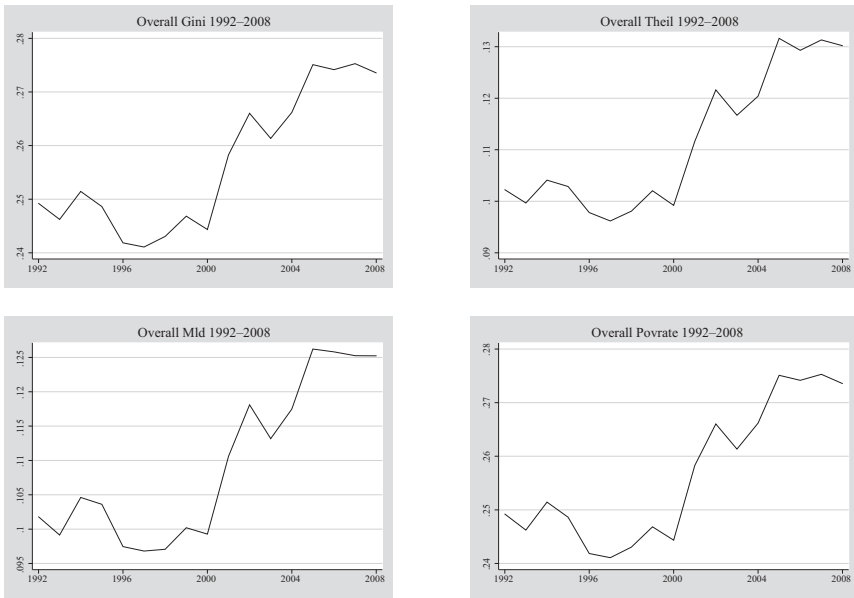 Overall Gini 1992–2008
.28
.27
.26
.25
.24
1992 1996 2000 2004 2008
Overall Theil 1992–2008
.13
.12
.11
.1
.09
1992 1996 2000 2004 2008
Overall Mld 1992–2008
.125
.12
.115
.11
.105
.1
.095
1992 1996 2000 2004 2008
Overall Povrate 1992–2008
.28
.27
.26
.25
.24
1992 1996 2000 2004 2008